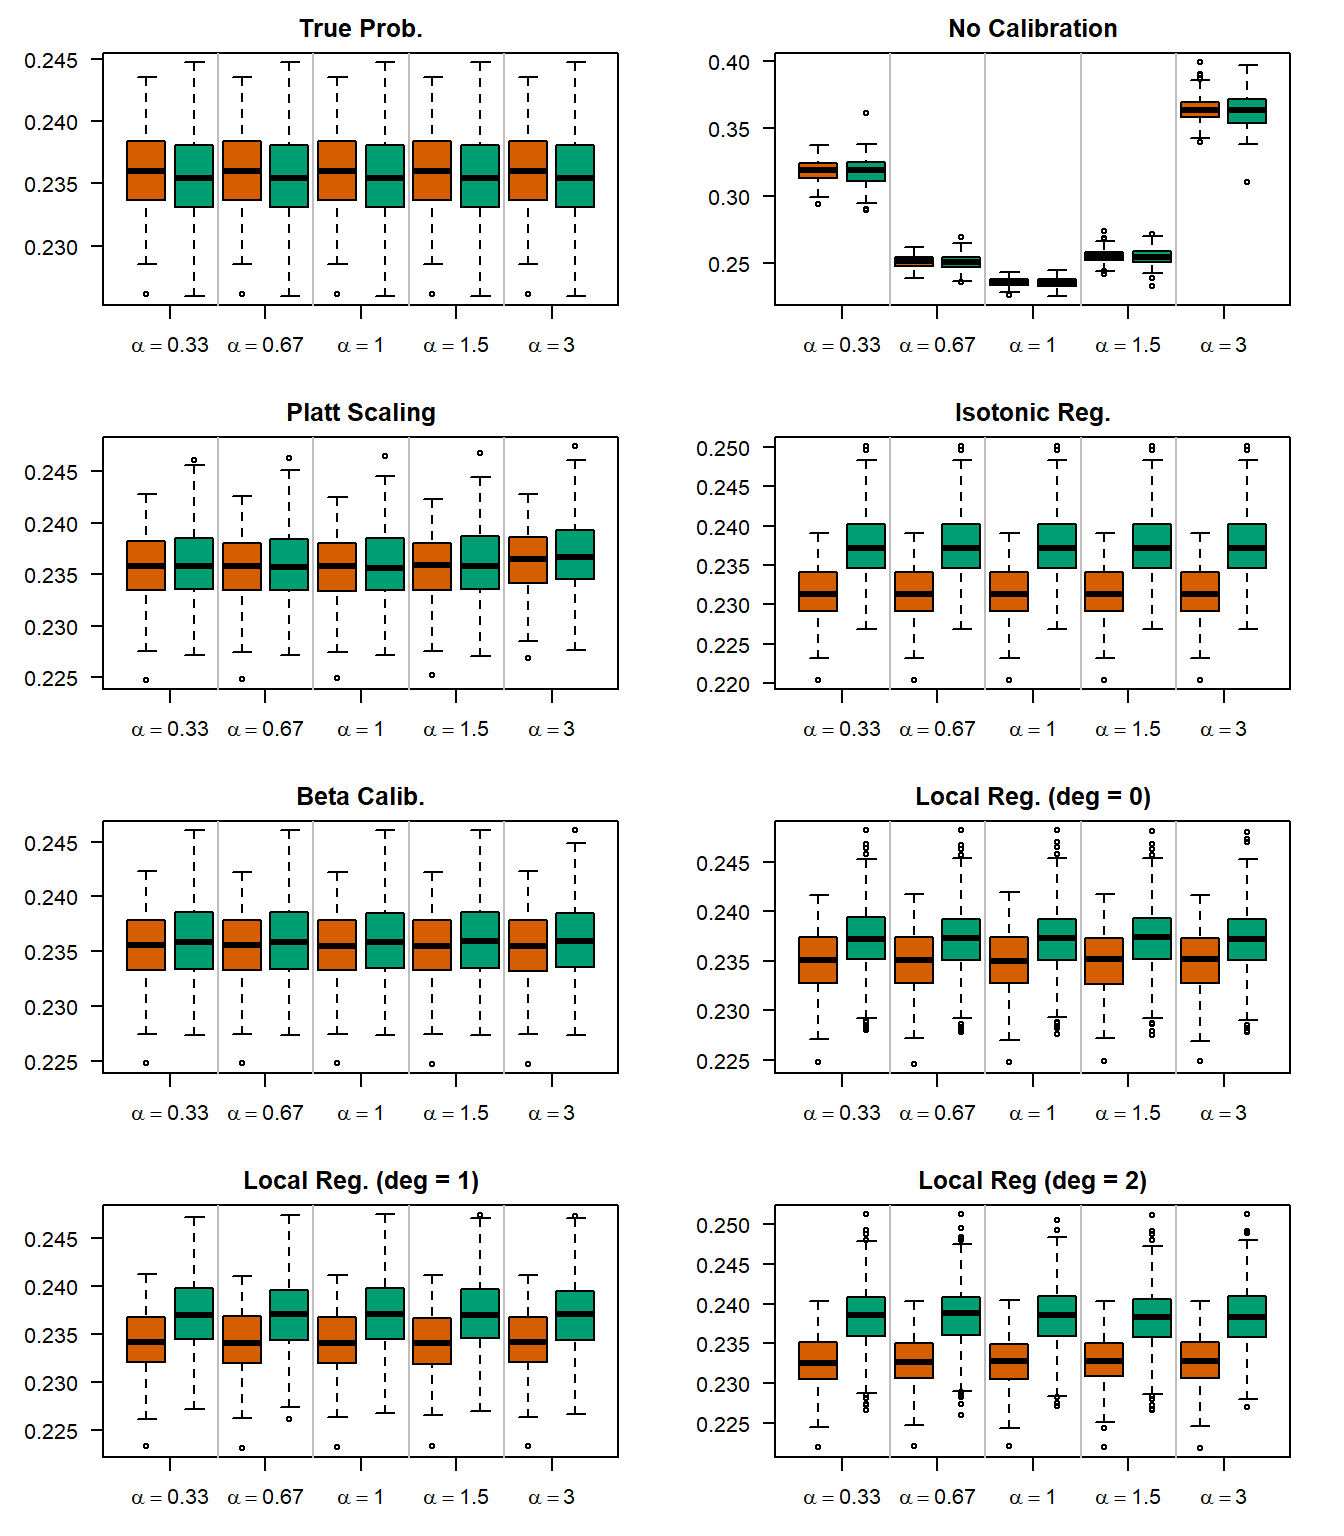 True Prob.
0.245
0.240
0.235
0.230
α = 0.33 α = 0.67 α = 1 α = 1.5 α = 3
No Calibration
0.40
0.35
0.30
0.25
α = 0.33 α = 0.67 α = 1 α = 1.5 α = 3
Platt Scaling
0.245
0.240
0.235
0.230
0.225
α = 0.33 α = 0.67 α = 1 α = 1.5 α = 3
Isotonic Reg.
0.250
0.245
0.240
0.235
0.230
0.225
0.220
α = 0.33 α = 0.67 α = 1 α = 1.5 α = 3
Beta Calib.
0.245
0.240
0.235
0.230
0.225
α = 0.33 α = 0.67 α = 1 α = 1.5 α = 3
Local Reg. (deg = 0)
0.245
0.240
0.235
0.230
0.225
α = 0.33 α = 0.67 α = 1 α = 1.5 α = 3
Local Reg. (deg = 1)
0.245
0.240
0.235
0.230
0.225
α = 0.33 α = 0.67 α = 1 α = 1.5 α = 3
Local Reg (deg = 2)
0.250
0.245
0.240
0.235
0.230
0.225
α = 0.33 α = 0.67 α = 1 α = 1.5 α = 3